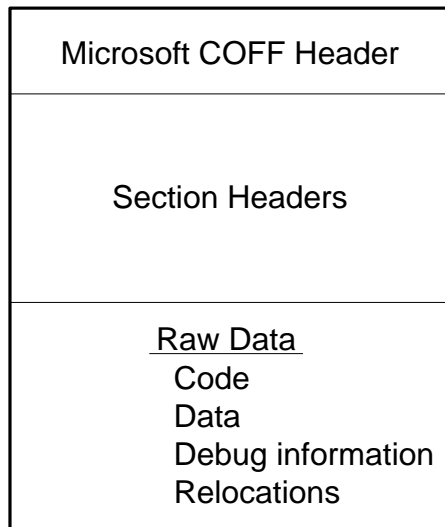 Microsoft COFF Header
Section Headers
Raw Data
Code
Data
Debug information
Relocations